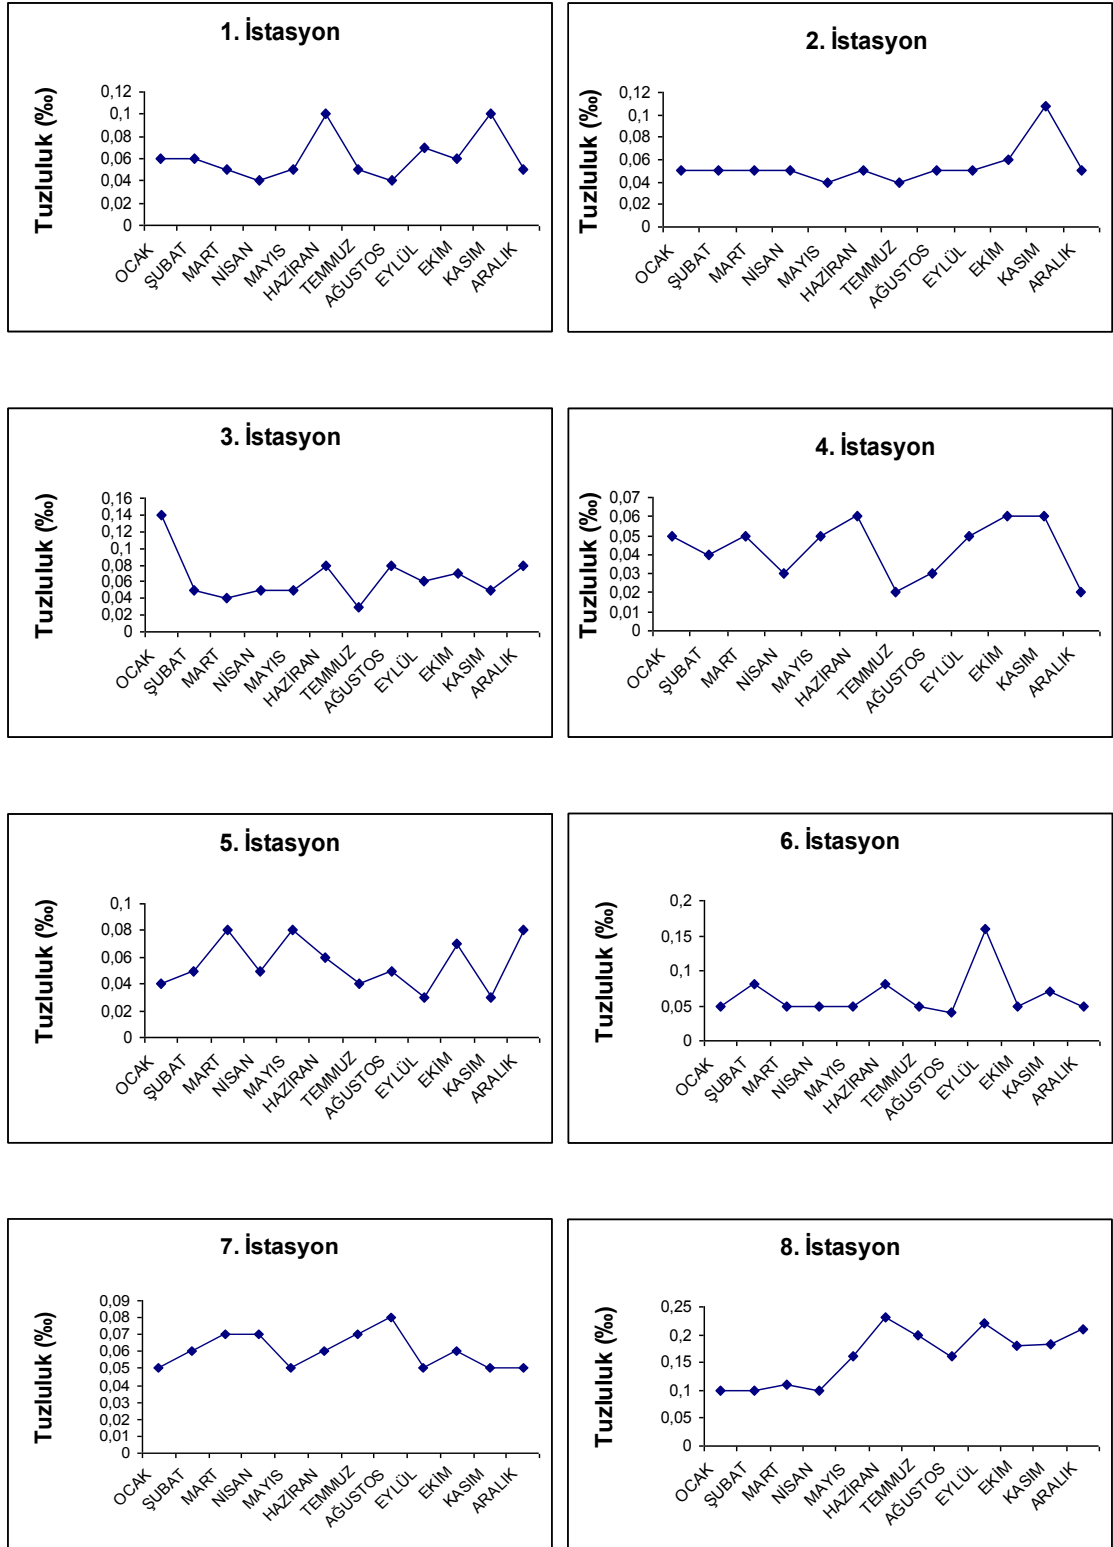 1. İstasyon
Tuzluluk (‰)
0,12
0,1
0,08
0,06
0,04
0,02
0
OCAK
ŞUBAT
MART
NİSAN
MAYIS
HAZİRAN
TEMMUZ
AĞUSTOS
EYLÜL
EKİM
KASIM
ARALIK
2. İstasyon
Tuzluluk (‰)
0,12
0,1
0,08
0,06
0,04
0,02
0
OCAK
ŞUBAT
MART
NİSAN
MAYIS
HAZİRAN
TEMMUZ
AĞUSTOS
EYLÜL
EKİM
KASIM
ARALIK
3. İstasyon
Tuzluluk (‰)
0,16
0,14
0,12
0,1
0,08
0,06
0,04
0,02
0
OCAK
ŞUBAT
MART
NİSAN
MAYIS
HAZİRAN
TEMMUZ
AĞUSTOS
EYLÜL
EKİM
KASIM
ARALIK
4. İstasyon
Tuzluluk (‰)
0,07
0,06
0,05
0,04
0,03
0,02
0,01
0
OCAK
ŞUBAT
MART
NİSAN
MAYIS
HAZİRAN
TEMMUZ
AĞUSTOS
EYLÜL
EKİM
KASIM
ARALIK
5. İstasyon
Tuzluluk (‰)
0,1
0,08
0,06
0,04
0,02
0
OCAK
ŞUBAT
MART
NİSAN
MAYIS
HAZİRAN
TEMMUZ
AĞUSTOS
EYLÜL
EKİM
KASIM
ARALIK
6. İstasyon
Tuzluluk (‰)
0,2
0,15
0,1
0,05
0
OCAK
ŞUBAT
MART
NİSAN
MAYIS
HAZİRAN
TEMMUZ
AĞUSTOS
EYLÜL
EKİM
KASIM
ARALIK
7. İstasyon
Tuzluluk (‰)
0,09
0,08
0,07
0,06
0,05
0,04
0,03
0,02
0,01
0
OCAK
ŞUBAT
MART
NİSAN
MAYIS
HAZİRAN
TEMMUZ
AĞUSTOS
EYLÜL
EKİM
KASIM
ARALIK
8. İstasyon
Tuzluluk (‰)
0,25
0,2
0,15
0,1
0,05
0
OCAK
ŞUBAT
MART
NİSAN
MAYIS
HAZİRAN
TEMMUZ
AĞUSTOS
EYLÜL
EKİM
KASIM
ARALIK